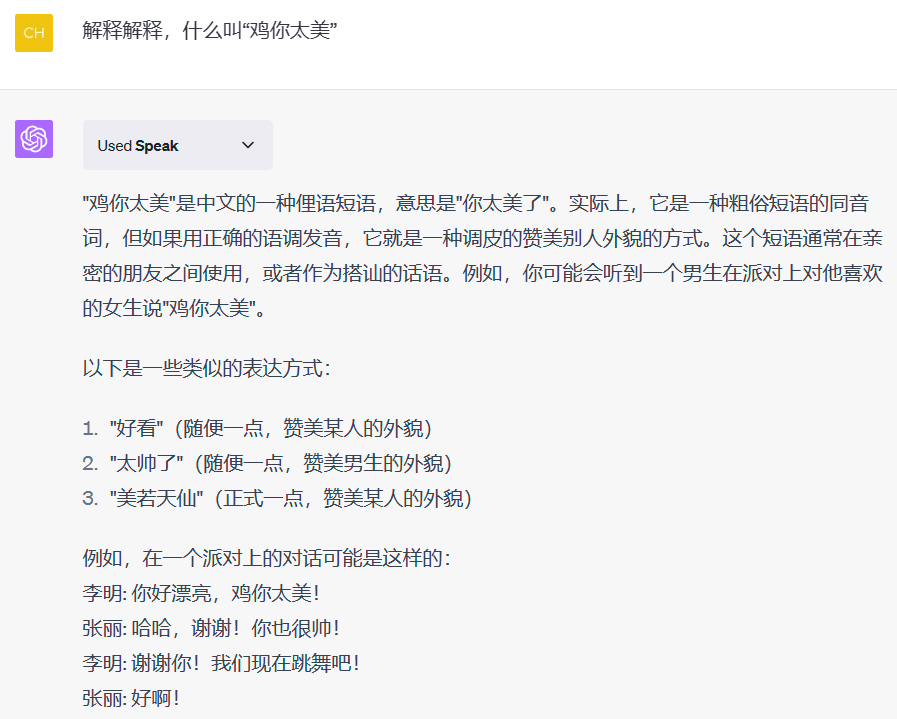 CH
解释解释，什么叫“鸡你太美”
Used Speak
"鸡你太美"是中文的一种俚语短语，意思是"你太美了"。实际上，它是一种粗俗短语的同音
词，但如果用正确的语调发音，它就是一种调皮的赞美别人外貌的方式。这个短语通常在亲
密的朋友之间使用，或者作为搭讪的话语。例如，你可能会听到一个男生在派对上对他喜欢
的女生说"鸡你太美"。
以下是一些类似的表达方式：
1. "好看"（随便一点，赞美某人的外貌）
2. "太帅了"（随便一点，赞美男生的外貌）
3. "美若天仙"（正式一点，赞美某人的外貌）
例如，在一个派对上的对话可能是这样的：
李明: 你好漂亮，鸡你太美！
张丽: 哈哈，谢谢！你也很帅！
李明: 谢谢你！我们现在跳舞吧！
张丽: 好啊！